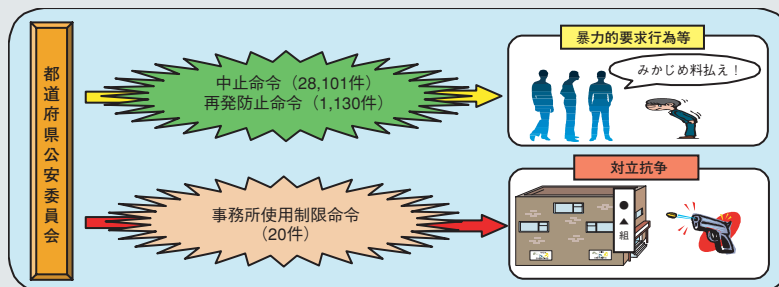 都道府県公安委員会
中止命令（28,101件）
再発防止命令（1,130件）
暴力的要求行為等
みかじめ料払え！
事務所使用制限命令
（20件）
対立抗争
●▲組